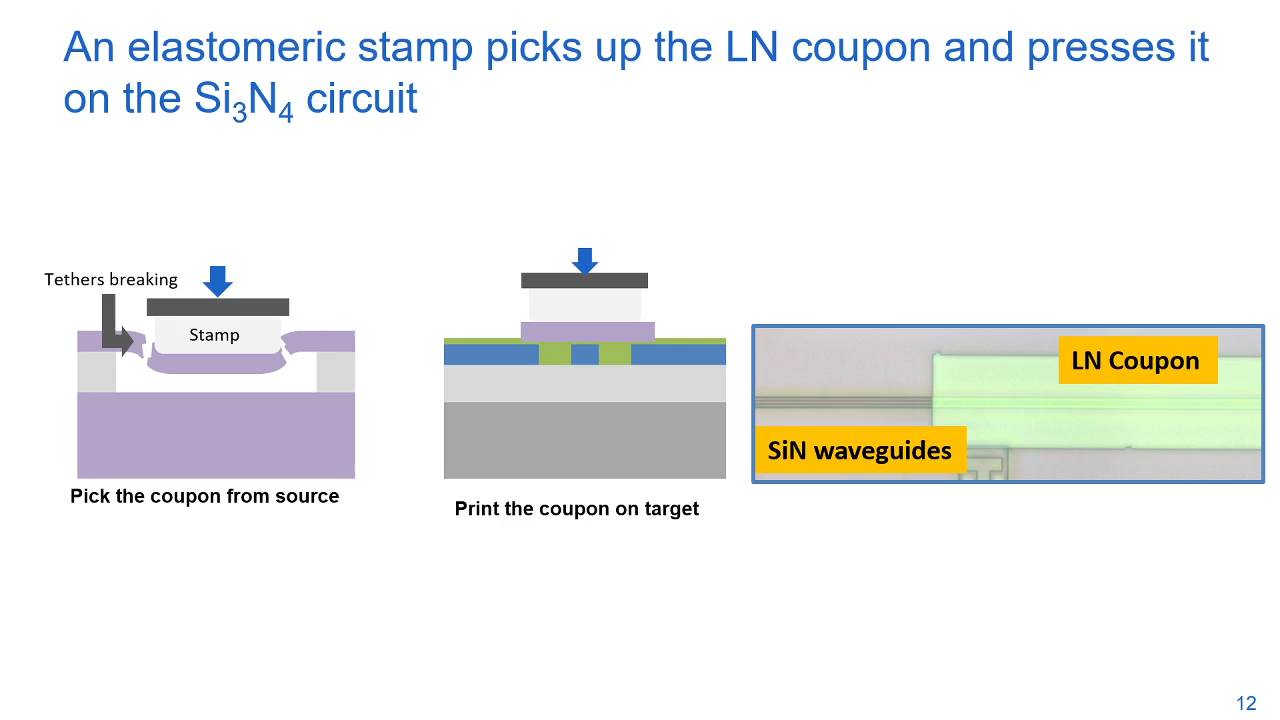 An elastomeric stamp picks up the LN coupon and presses it
on the Si₃N₄ circuit
Tethers breaking
Stamp
Pick the coupon from source
Print the coupon on target
LN Coupon
SiN waveguides
12